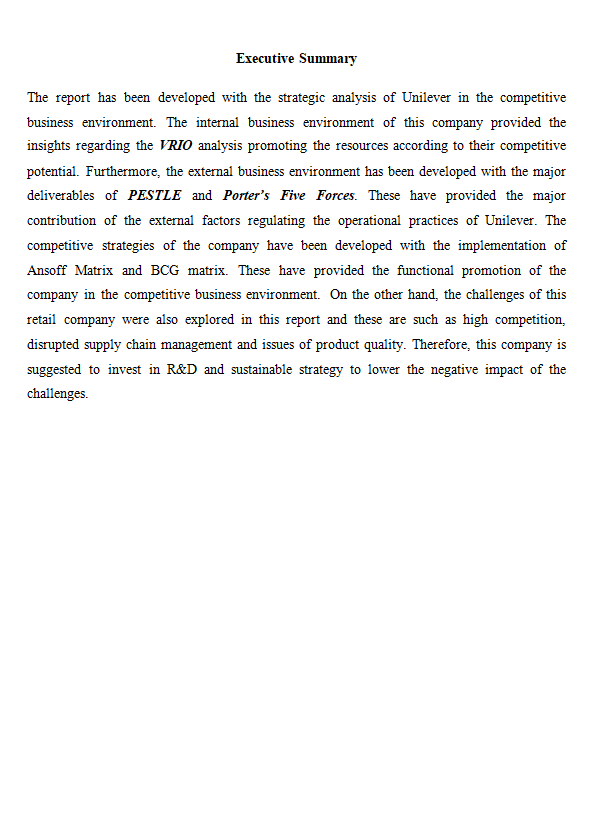 Executive Summary
The report has been developed with the strategic analysis of Unilever in the competitive
business environment. The internal business environment of this company provided the
insights regarding the VRIO analysis promoting the resources according to their competitive
potential. Furthermore, the external business environment has been developed with the major
deliverables of PESTLE and Porter's Five Forces. These have provided the major
contribution of the external factors regulating the operational practices of Unilever. The
competitive strategies of the company have been developed with the implementation of
Ansoff Matrix and BCG matrix. These have provided the functional promotion of the
company in the competitive business environment. On the other hand, the challenges of this
retail company were also explored in this report and these are such as high competition,
disrupted supply chain management and issues of product quality. Therefore, this company is
suggested to invest in R&D and sustainable strategy to lower the negative impact of the
challenges.